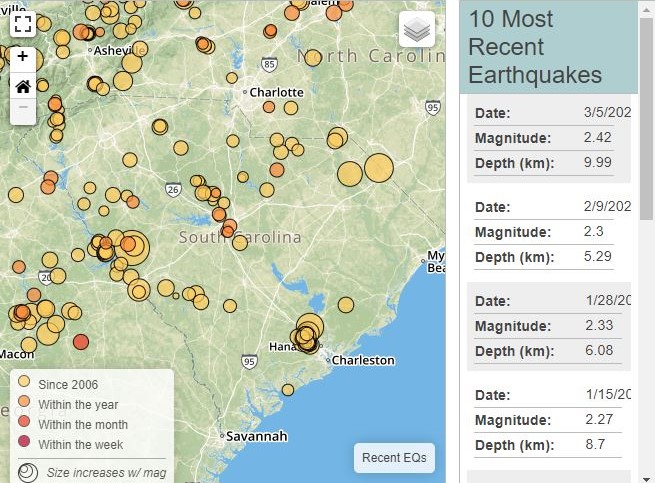 ville
alem
Asheville
North Carolin
85
Charlotte
95
26
South Carolina
My
Bea
20
Hana
Macon
95
Charleston
Savannah
Since 2006
Within the year
Within the month
Within the week
Size increases w/ mag
Recent EQs
10 Most
Recent
Earthquakes
Date: 3/5/202
Magnitude: 2.42
Depth (km): 9.99
Date: 2/9/202
Magnitude: 2.3
Depth (km): 5.29
Date: 1/28/20
Magnitude: 2.33
Depth (km): 6.08
Date: 1/15/20
Magnitude: 2.27
Depth (km): 8.7